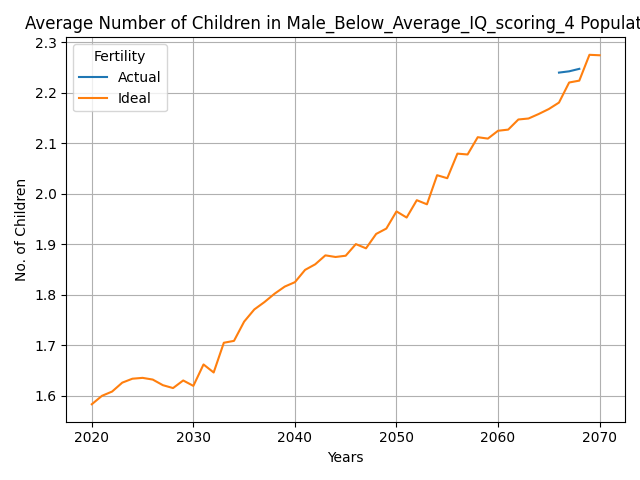 Average Number of Children in Male_Below_Average_IQ_scoring_4 Populat
Fertility
Actual
Ideal
No. of Children
2.3
2.2
2.1
2.0
1.9
1.8
1.7
1.6
2020 2030 2040 2050 2060 2070
Years